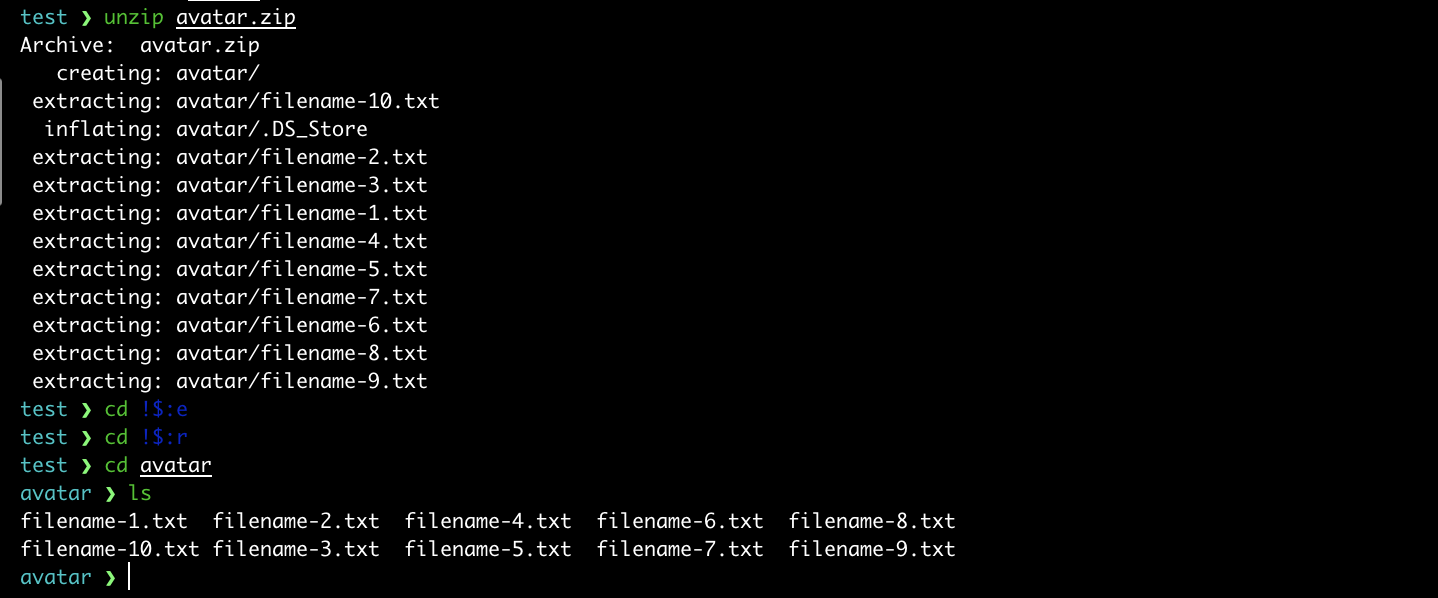 test ❯ unzip avatar.zip
Archive:  avatar.zip
   creating: avatar/
 extracting: avatar/filename-10.txt
  inflating: avatar/.DS_Store
 extracting: avatar/filename-2.txt
 extracting: avatar/filename-3.txt
 extracting: avatar/filename-1.txt
 extracting: avatar/filename-4.txt
 extracting: avatar/filename-5.txt
 extracting: avatar/filename-7.txt
 extracting: avatar/filename-6.txt
 extracting: avatar/filename-8.txt
 extracting: avatar/filename-9.txt
test ❯ cd !$:e
test ❯ cd !$:r
test ❯ cd avatar
avatar ❯ ls
filename-1.txt  filename-2.txt  filename-4.txt  filename-6.txt  filename-8.txt
filename-10.txt filename-3.txt  filename-5.txt  filename-7.txt  filename-9.txt
avatar ❯